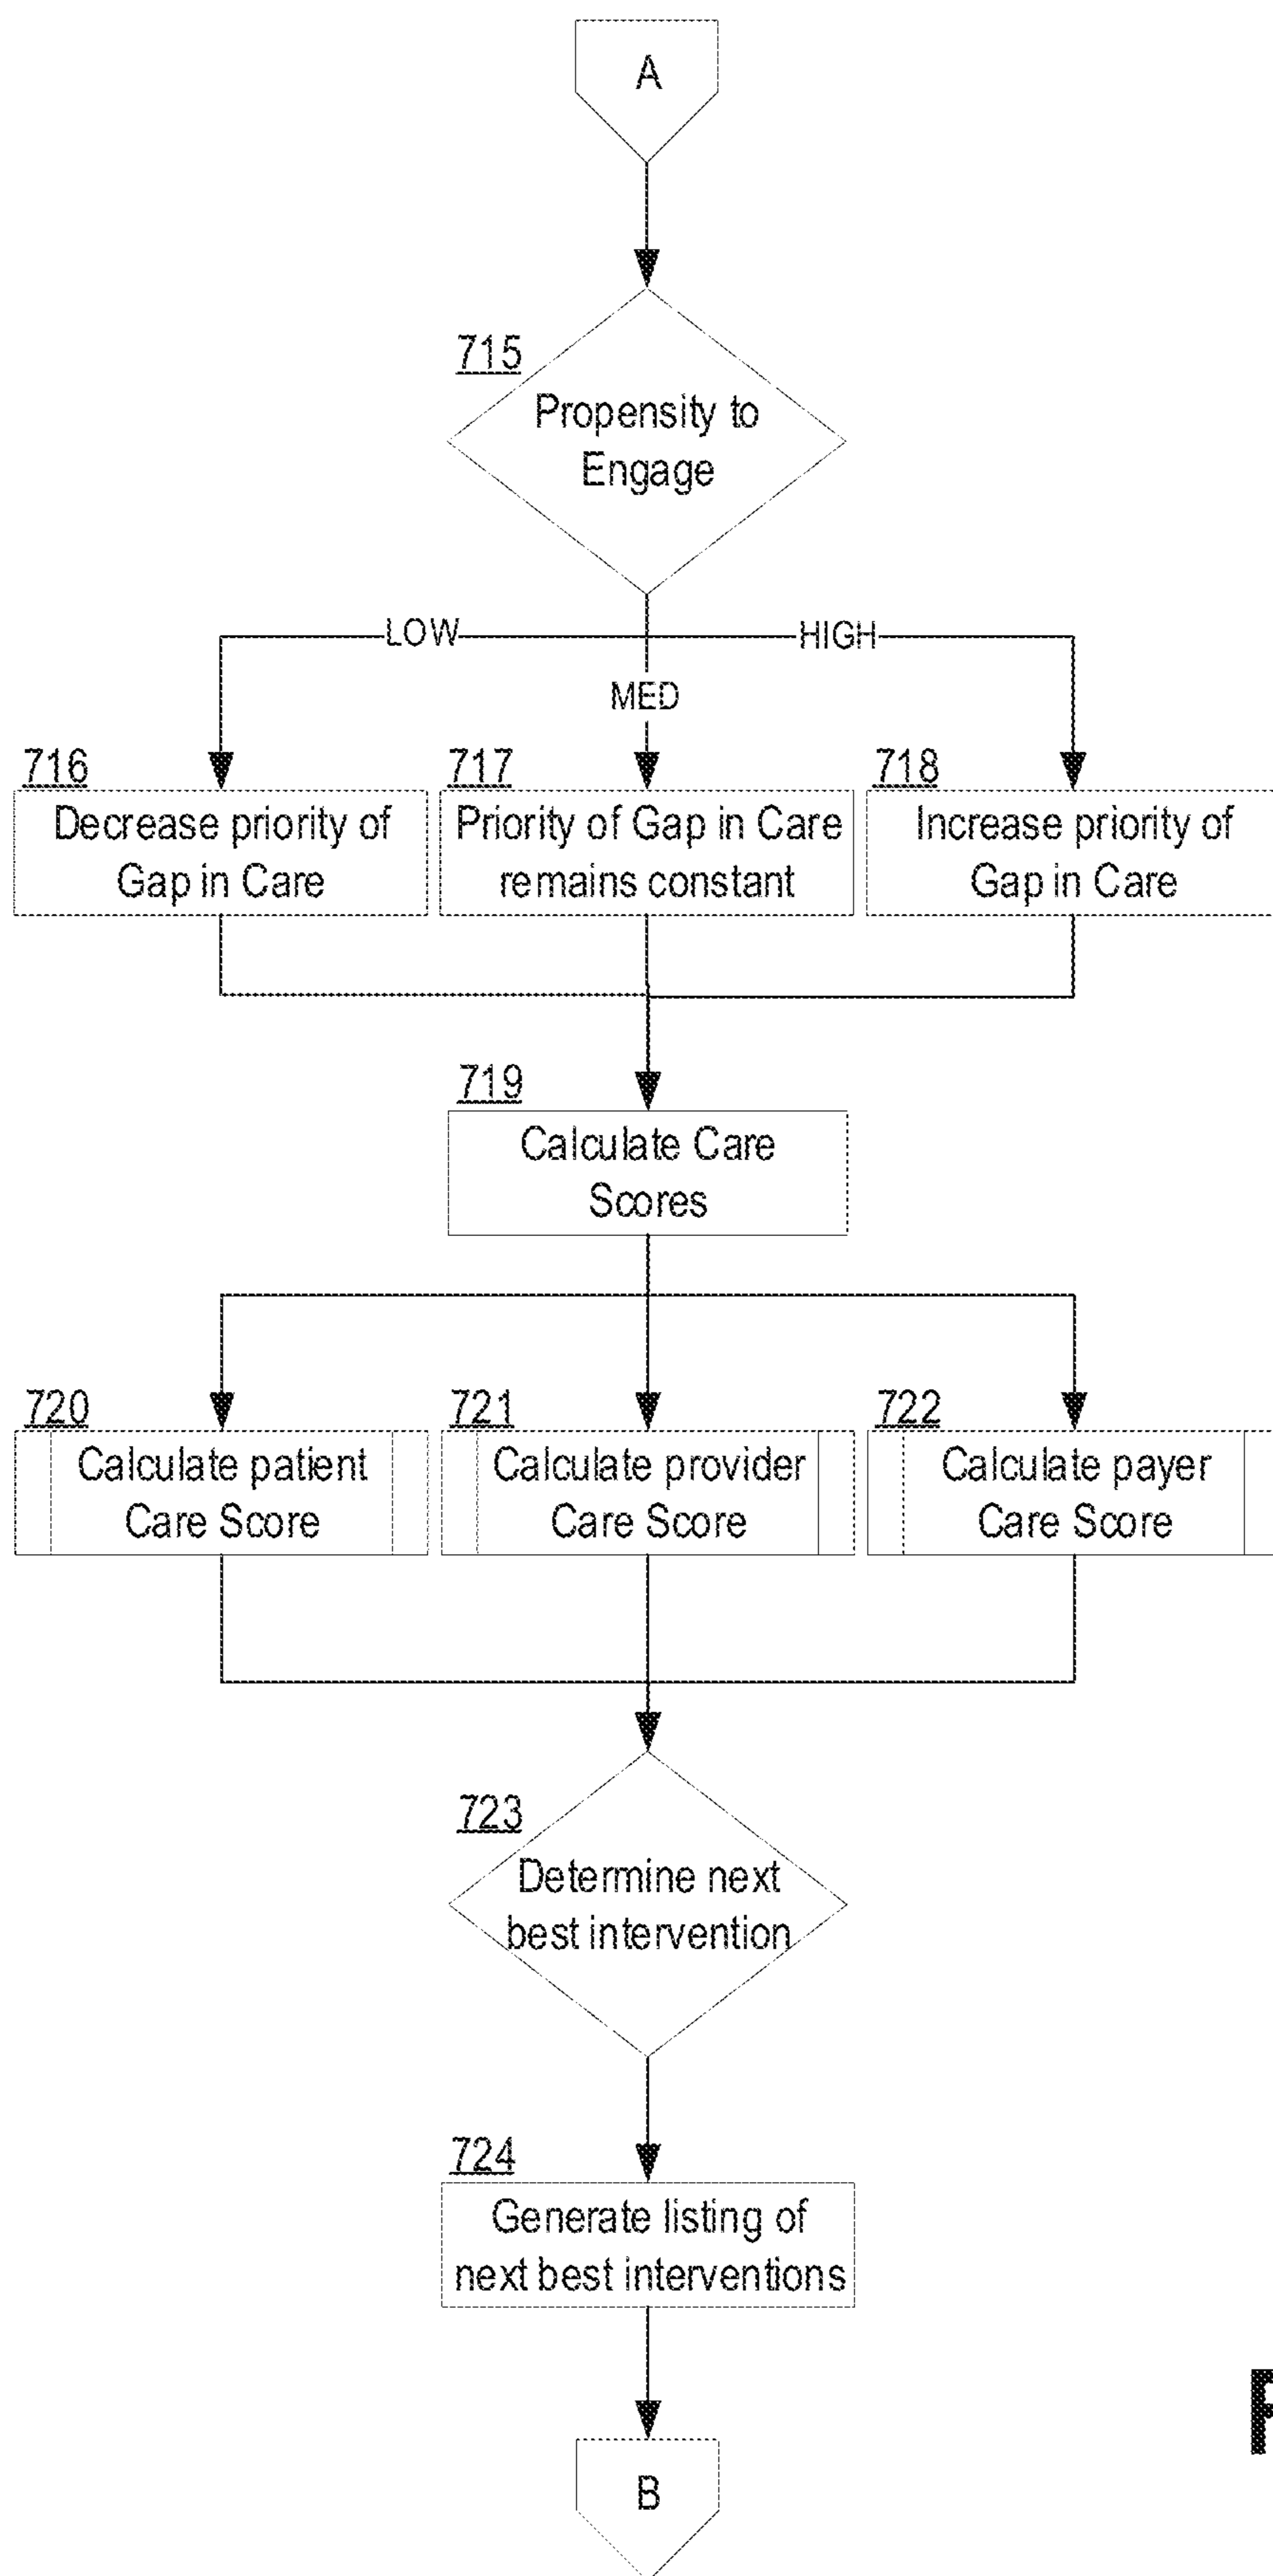 A
715
Propensity to
Engage
LOW
HIGH
MED
716
717
718
Decrease priority of
Gap in Care
Priority of Gap in Care
remains constant
Increase priority of
Gap in Care
719
Calculate Care
Scores
720
721
722
Calculate patient
Care Score
Calculate provider
Care Score
Calculate payer
Care Score
723
Determine next
best intervention
724
Generate listing of
next best interventions
B